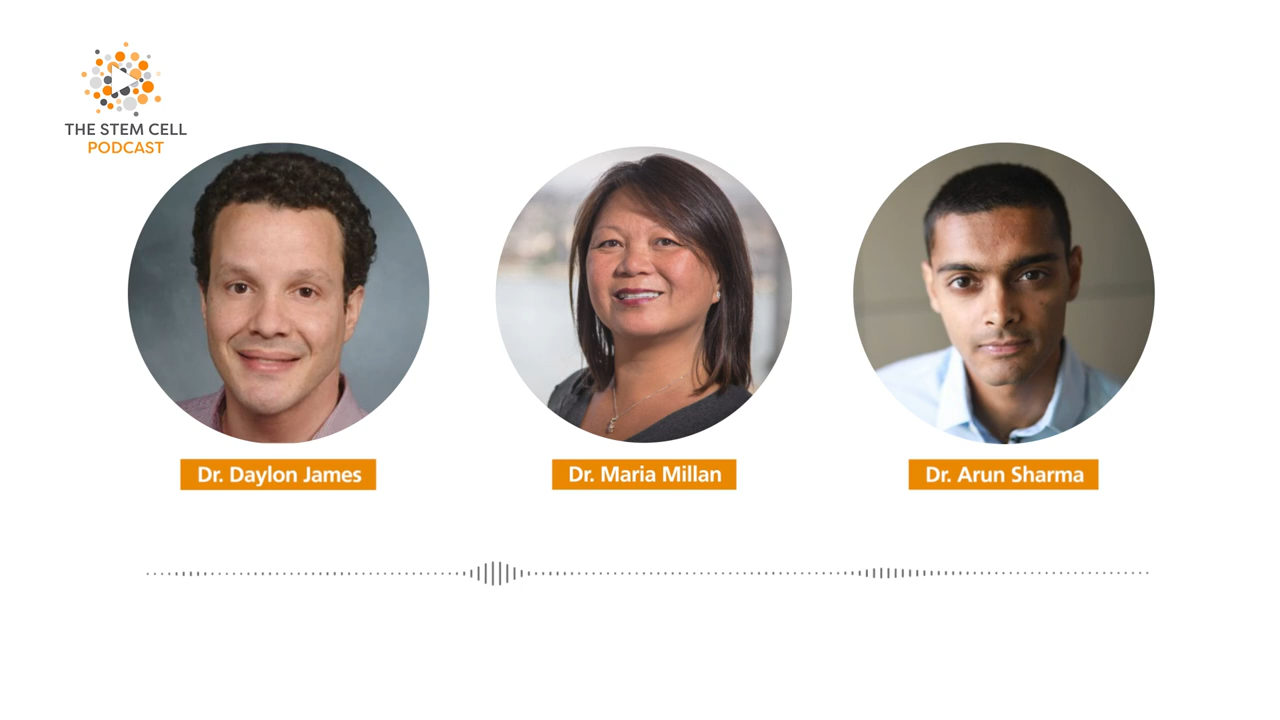 THE STEM CELL
PODCAST
Dr. Daylon James
Dr. Maria Millan
Dr. Arun Sharma